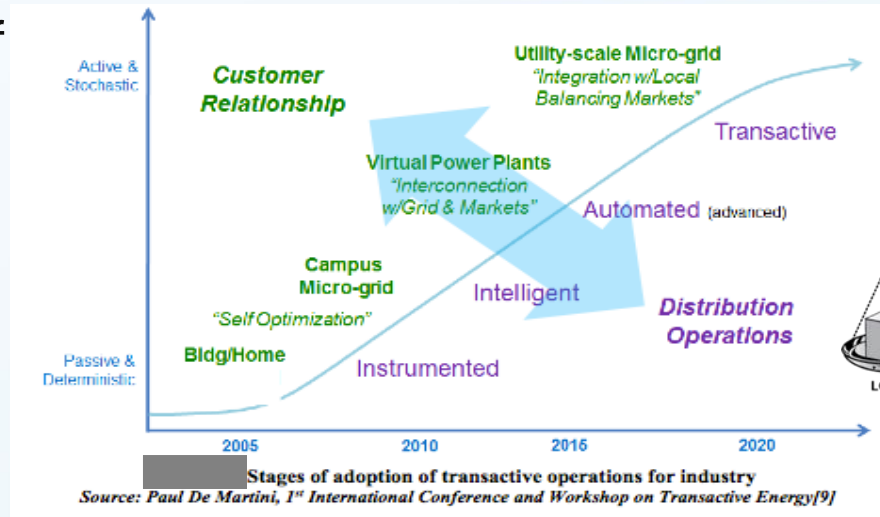 Active &
Stochastic
Customer
Relationship
Utility-scale Micro-grid
"Integration w/Local
Balancing Markets"
Transactive
Virtual Power Plants
"Interconnection
w/Grid & Markets"
Automated (advanced)
Campus
Micro-grid
Intelligent
"Self Optimization"
Distribution
Operations
Bldg/Home
Passive &
Deterministic
Instrumented
2005 2010 2016 2020
Stages of adoption of transactive operations for industry
Source: Paul De Martini, 1st International Conference and Workshop on Transactive Energy[9]